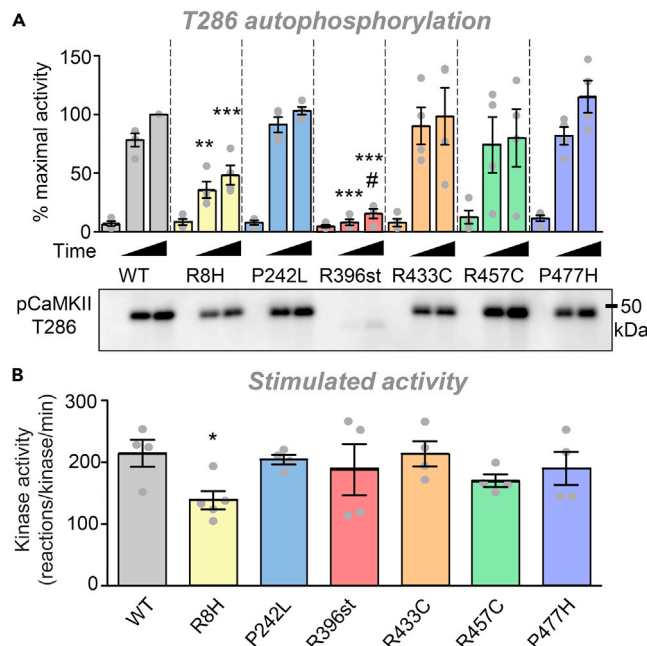 A
T286 autophosphorylation
% maximal activity
150
100
50
0
**
***
***
***
#
Time
WT R8H P242L R396st R433C R457C P477H
pCaMKII
T286
50
kDa
B
Stimulated activity
Kinase activity
(reactions/kinase/min)
300
200
100
0
*
WT R8H P242L R396st R433C R457C P477H